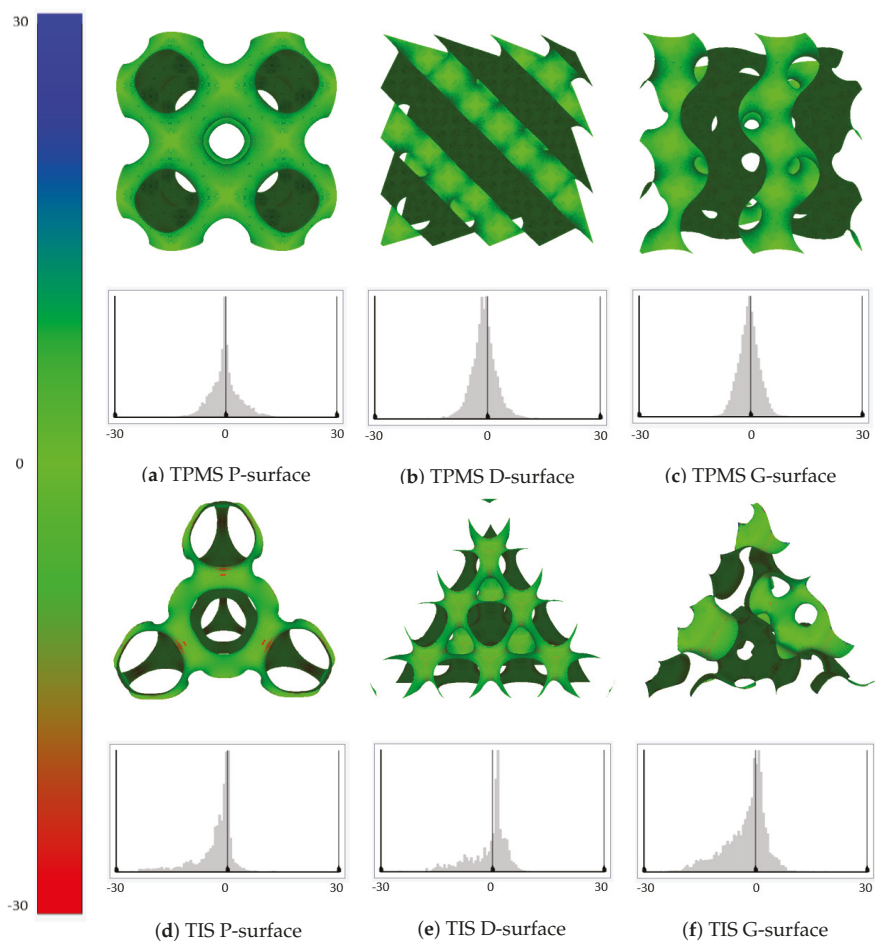 30
0
-30
-30 0 30
-30 0 30
-30 0 30
(a) TPMS P-surface
(b) TPMS D-surface
(c) TPMS G-surface
-30 0 30
-30 0 30
-30 0 30
(d) TIS P-surface
(e) TIS D-surface
(f) TIS G-surface